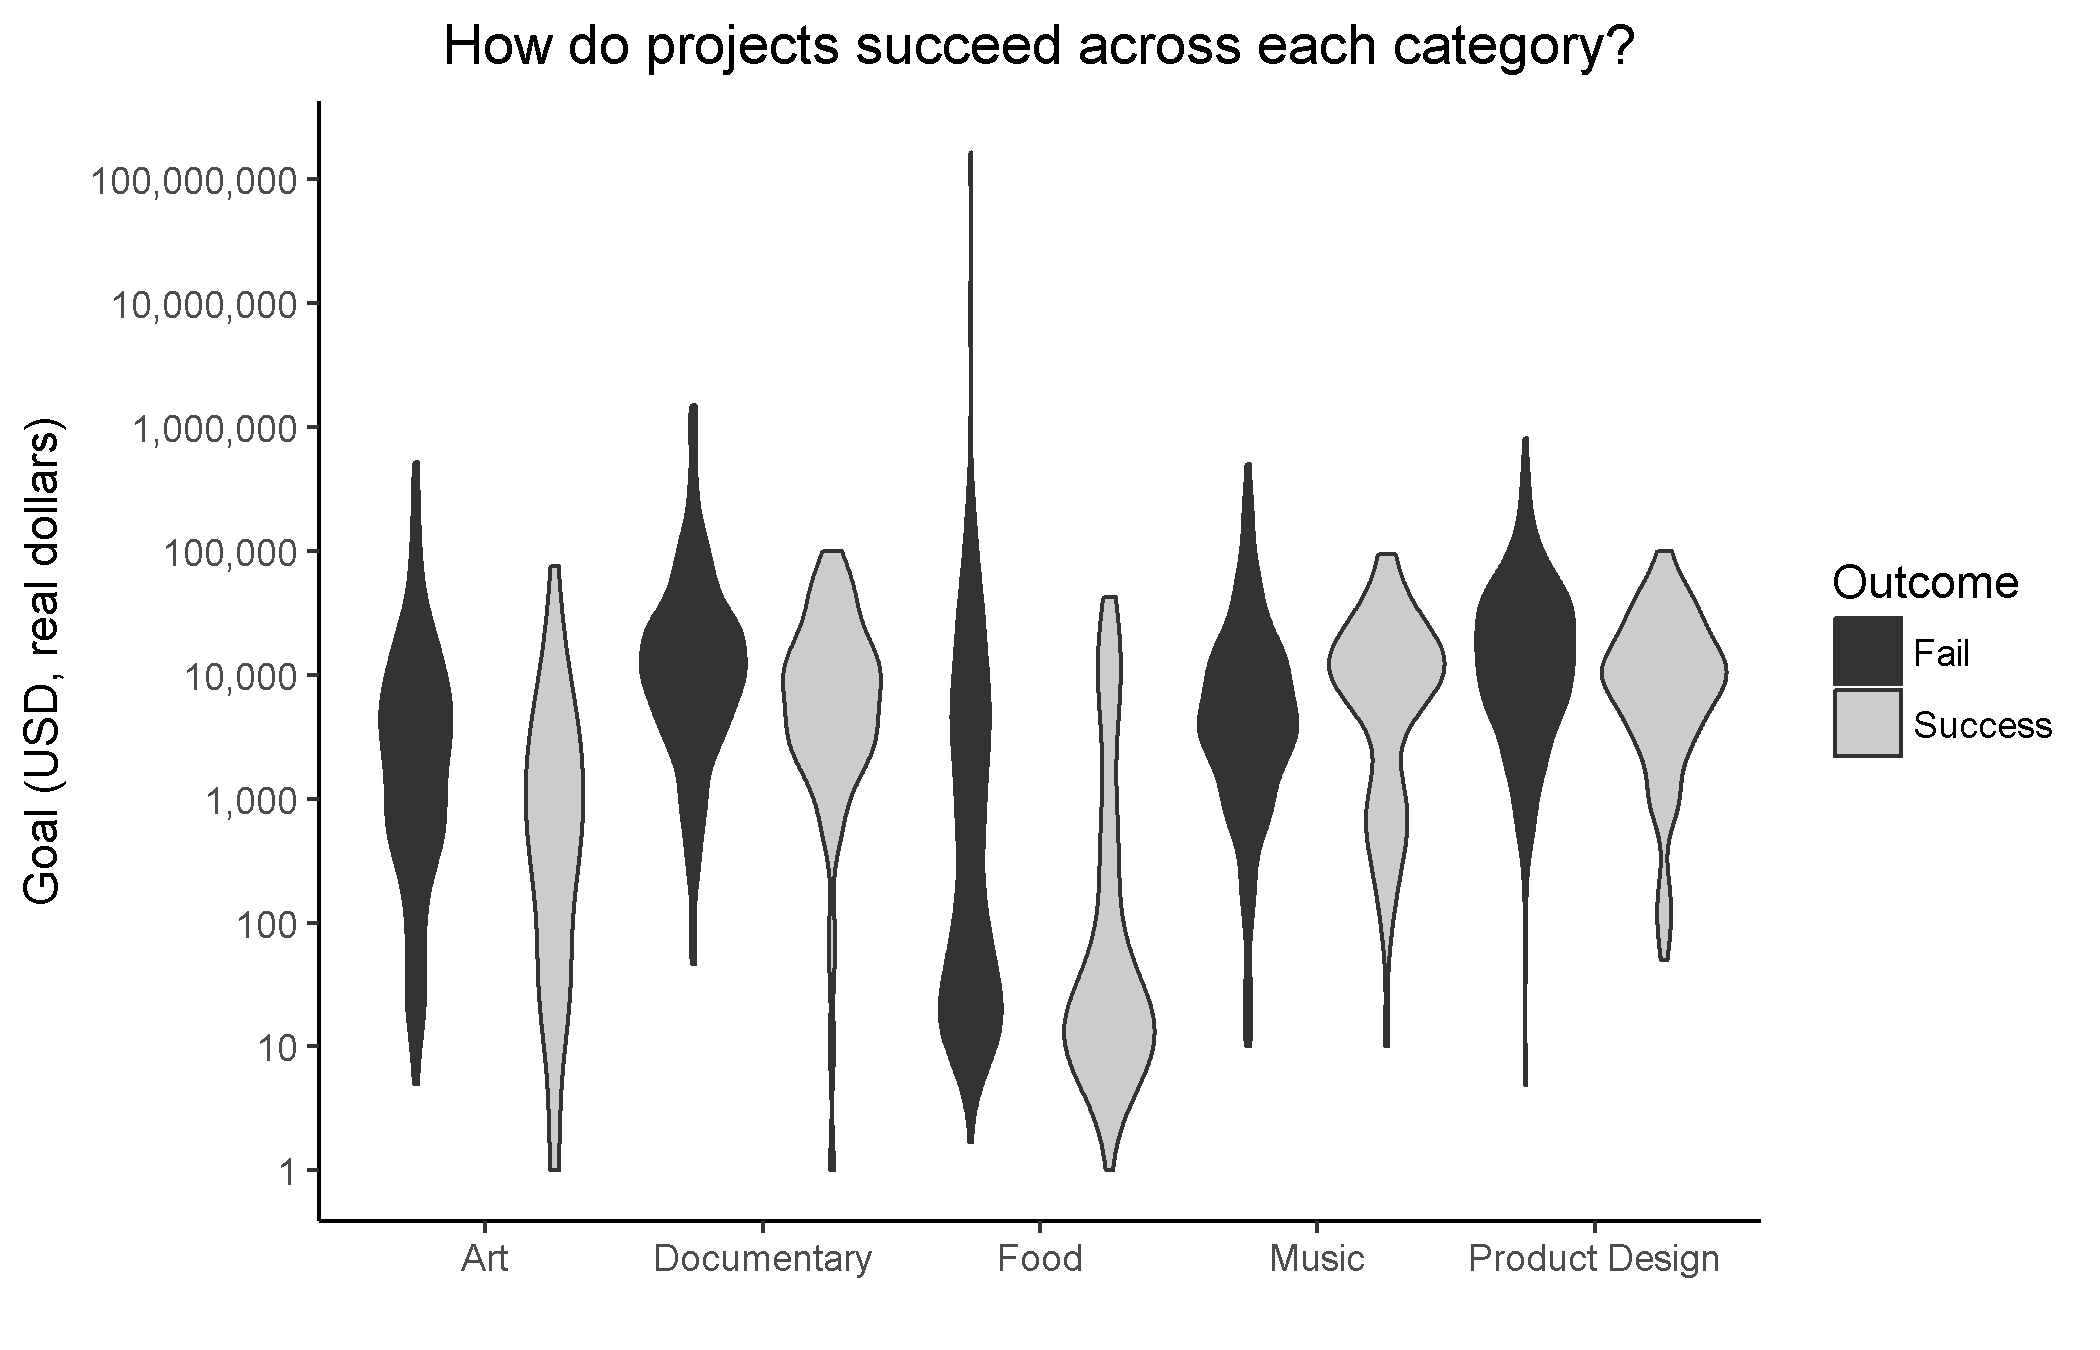 How do projects succeed across each category?
Goal (USD, real dollars)
100,000,000
10,000,000
1,000,000
100,000
10,000
1,000
100
10
1
Art
Documentary
Food
Music
Product Design
Outcome
Fail
Success